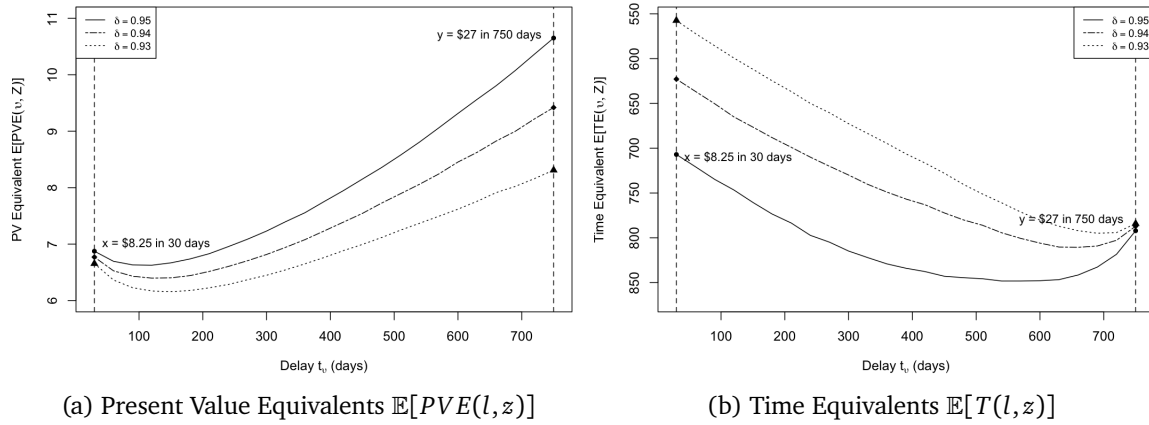 PV Equivalent E[PVE(υ, Z)]
11
10
9
8
7
6
δ = 0.95
δ = 0.94
δ = 0.93
y = $27 in 750 days
x = $8.25 in 30 days
100 200 300 400 500 600 700
Delay tυ (days)
(a) Present Value Equivalents 𝔼[PVE(l, z)]
Time Equivalent E[TE(υ, Z)]
550
600
650
700
750
800
850
δ = 0.95
δ = 0.94
δ = 0.93
x = $8.25 in 30 days
y = $27 in 750 days
100 200 300 400 500 600 700
Delay tυ (days)
(b) Time Equivalents 𝔼[T(l, z)]